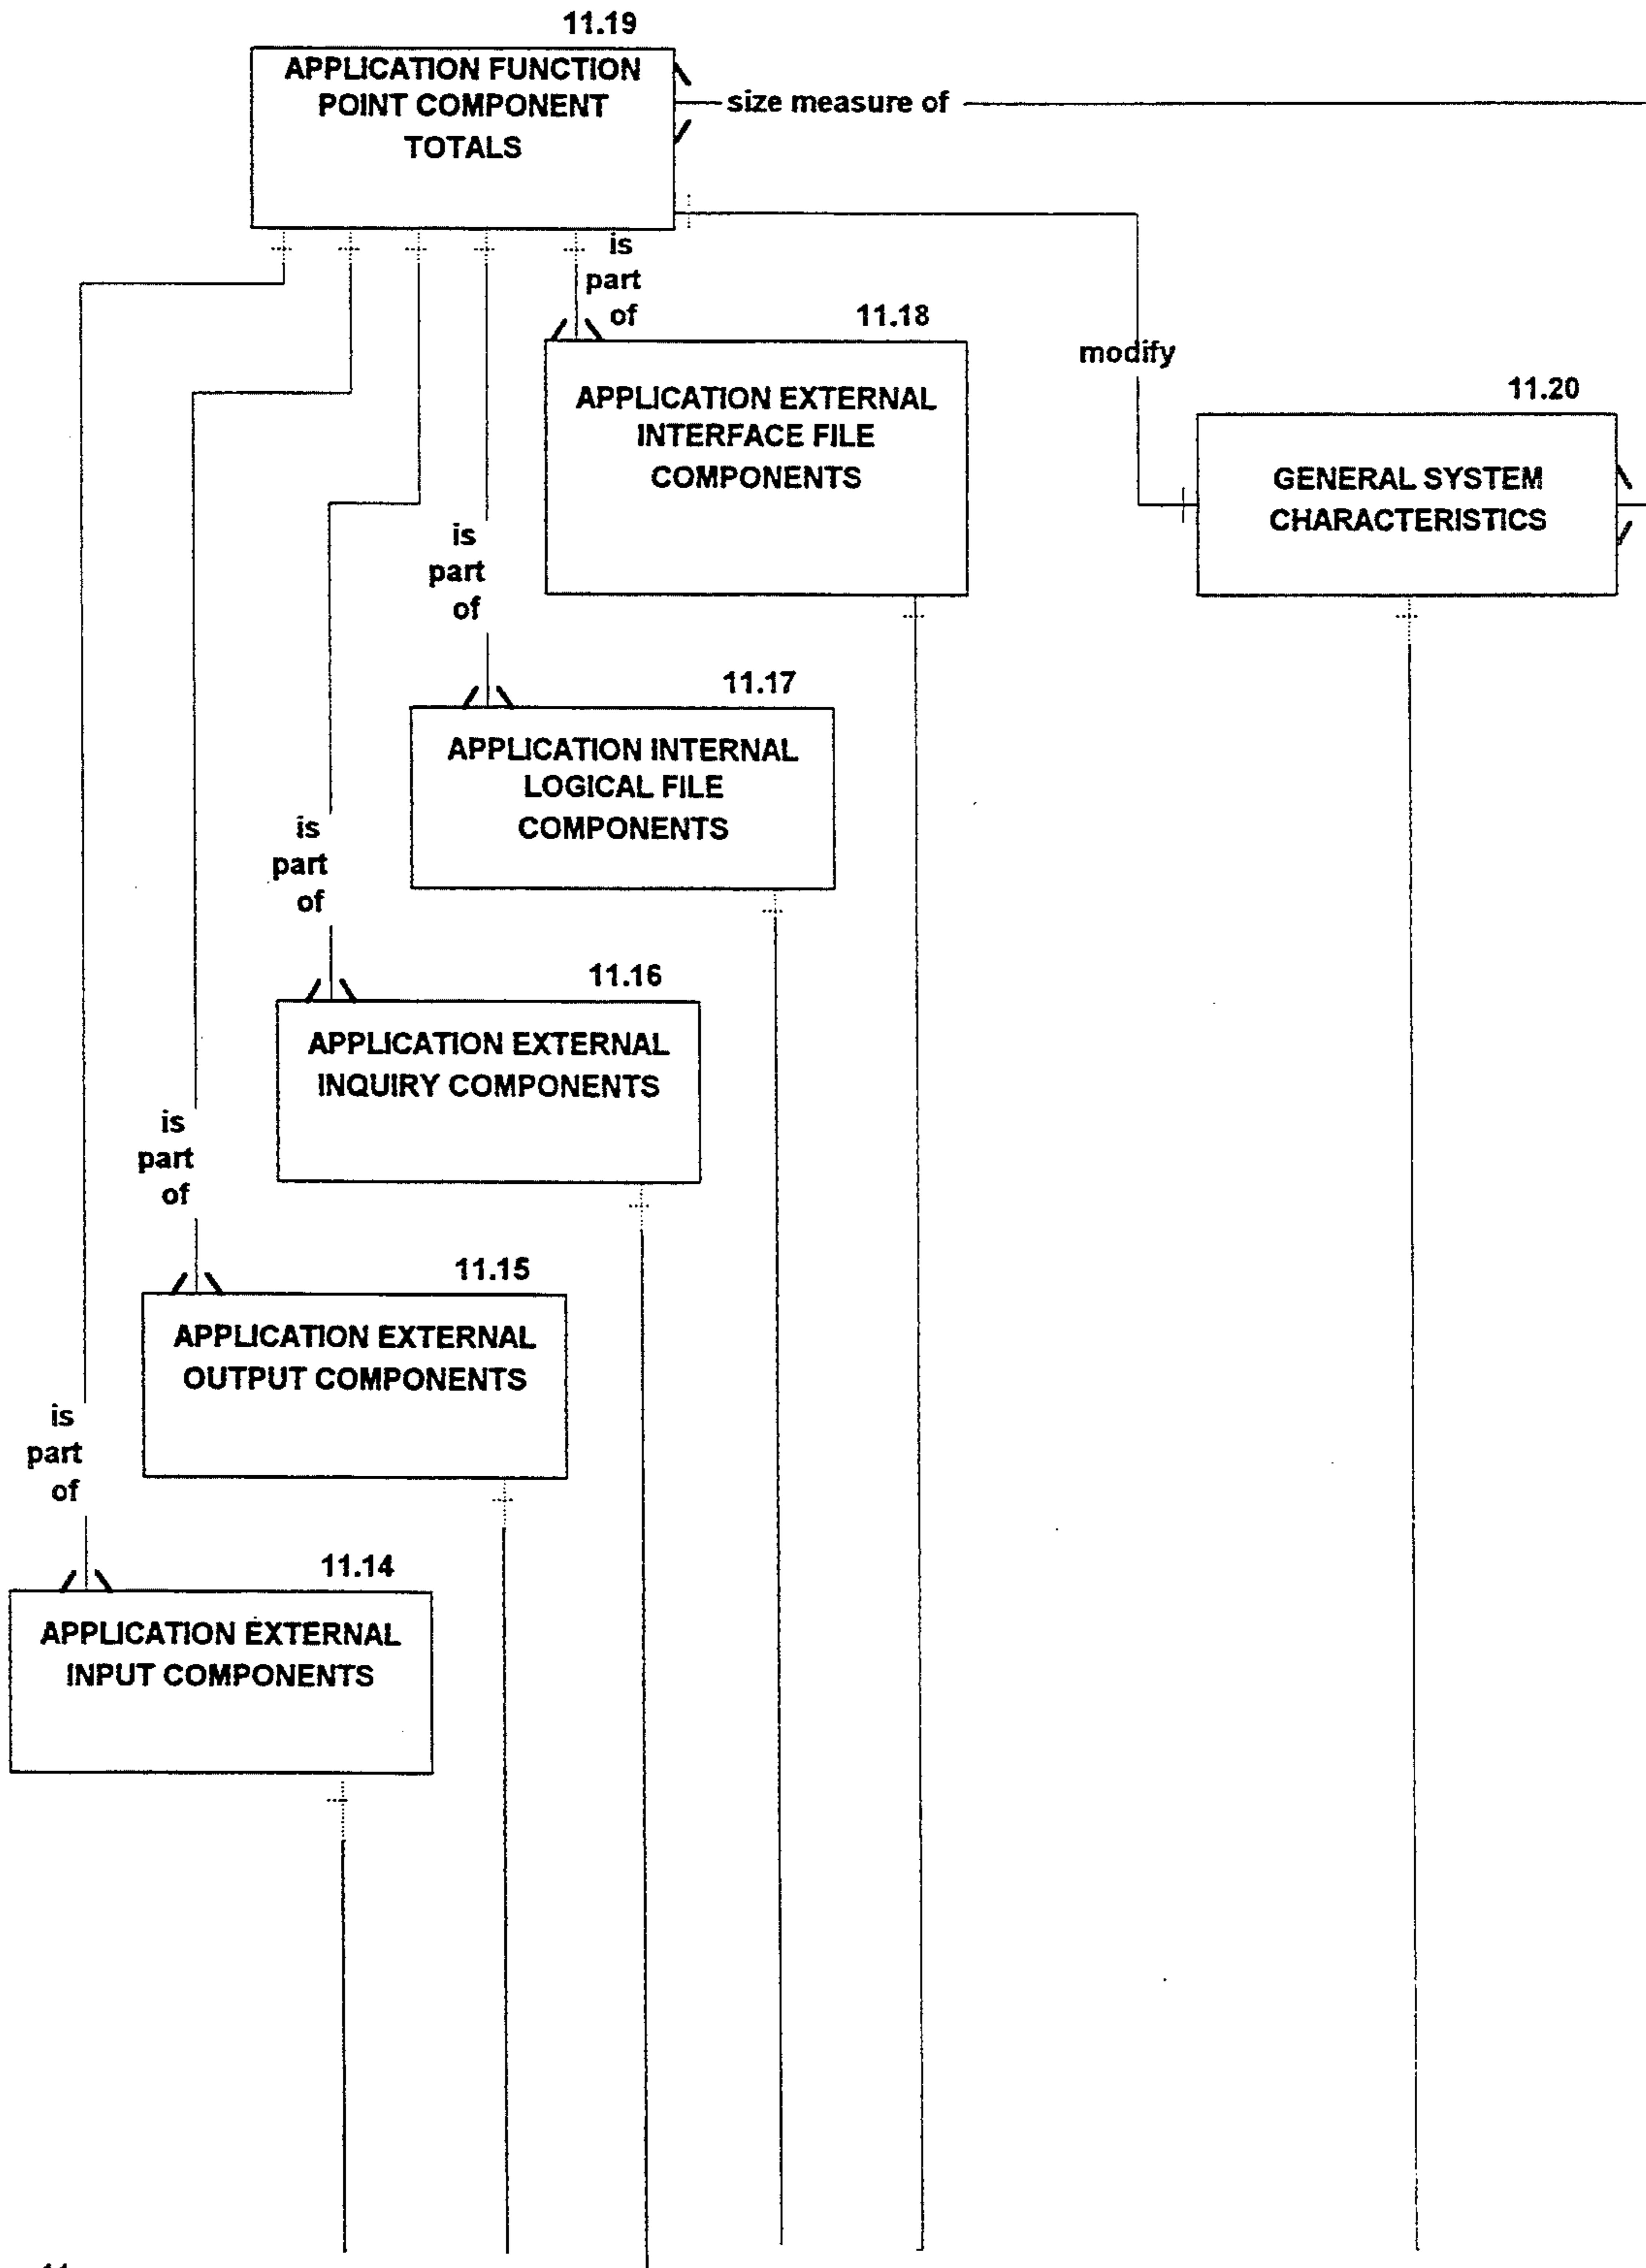 11.19
APPLICATION FUNCTION
POINT COMPONENT
TOTALS
size measure of
is
part
of
11.18
APPLICATION EXTERNAL
INTERFACE FILE
COMPONENTS
modify
11.20
GENERAL SYSTEM
CHARACTERISTICS
is
part
of
11.17
APPLICATION INTERNAL
LOGICAL FILE
COMPONENTS
is
part
of
11.16
APPLICATION EXTERNAL
INQUIRY COMPONENTS
is
part
of
11.15
APPLICATION EXTERNAL
OUTPUT COMPONENTS
is
part
of
11.14
APPLICATION EXTERNAL
INPUT COMPONENTS